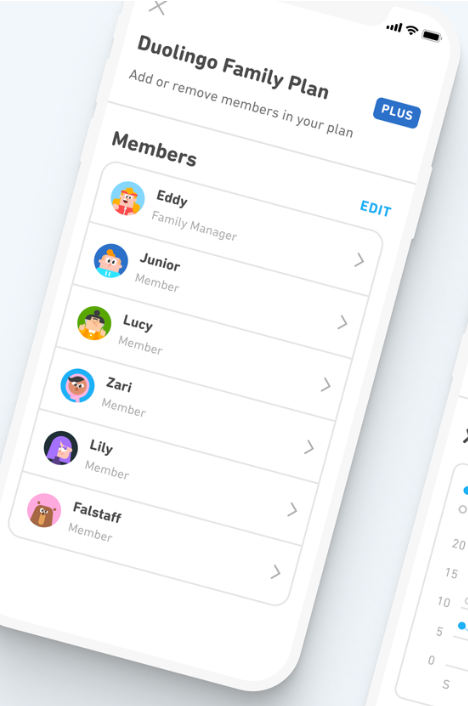 Duolingo Family Plan
Add or remove members in your plan
PLUS
Members
EDIT
Eddy
Family Manager
Junior
Member
Lucy
Member
Zari
Member
Lily
Member
Falstaff
Member
20
15
10
5
0
S